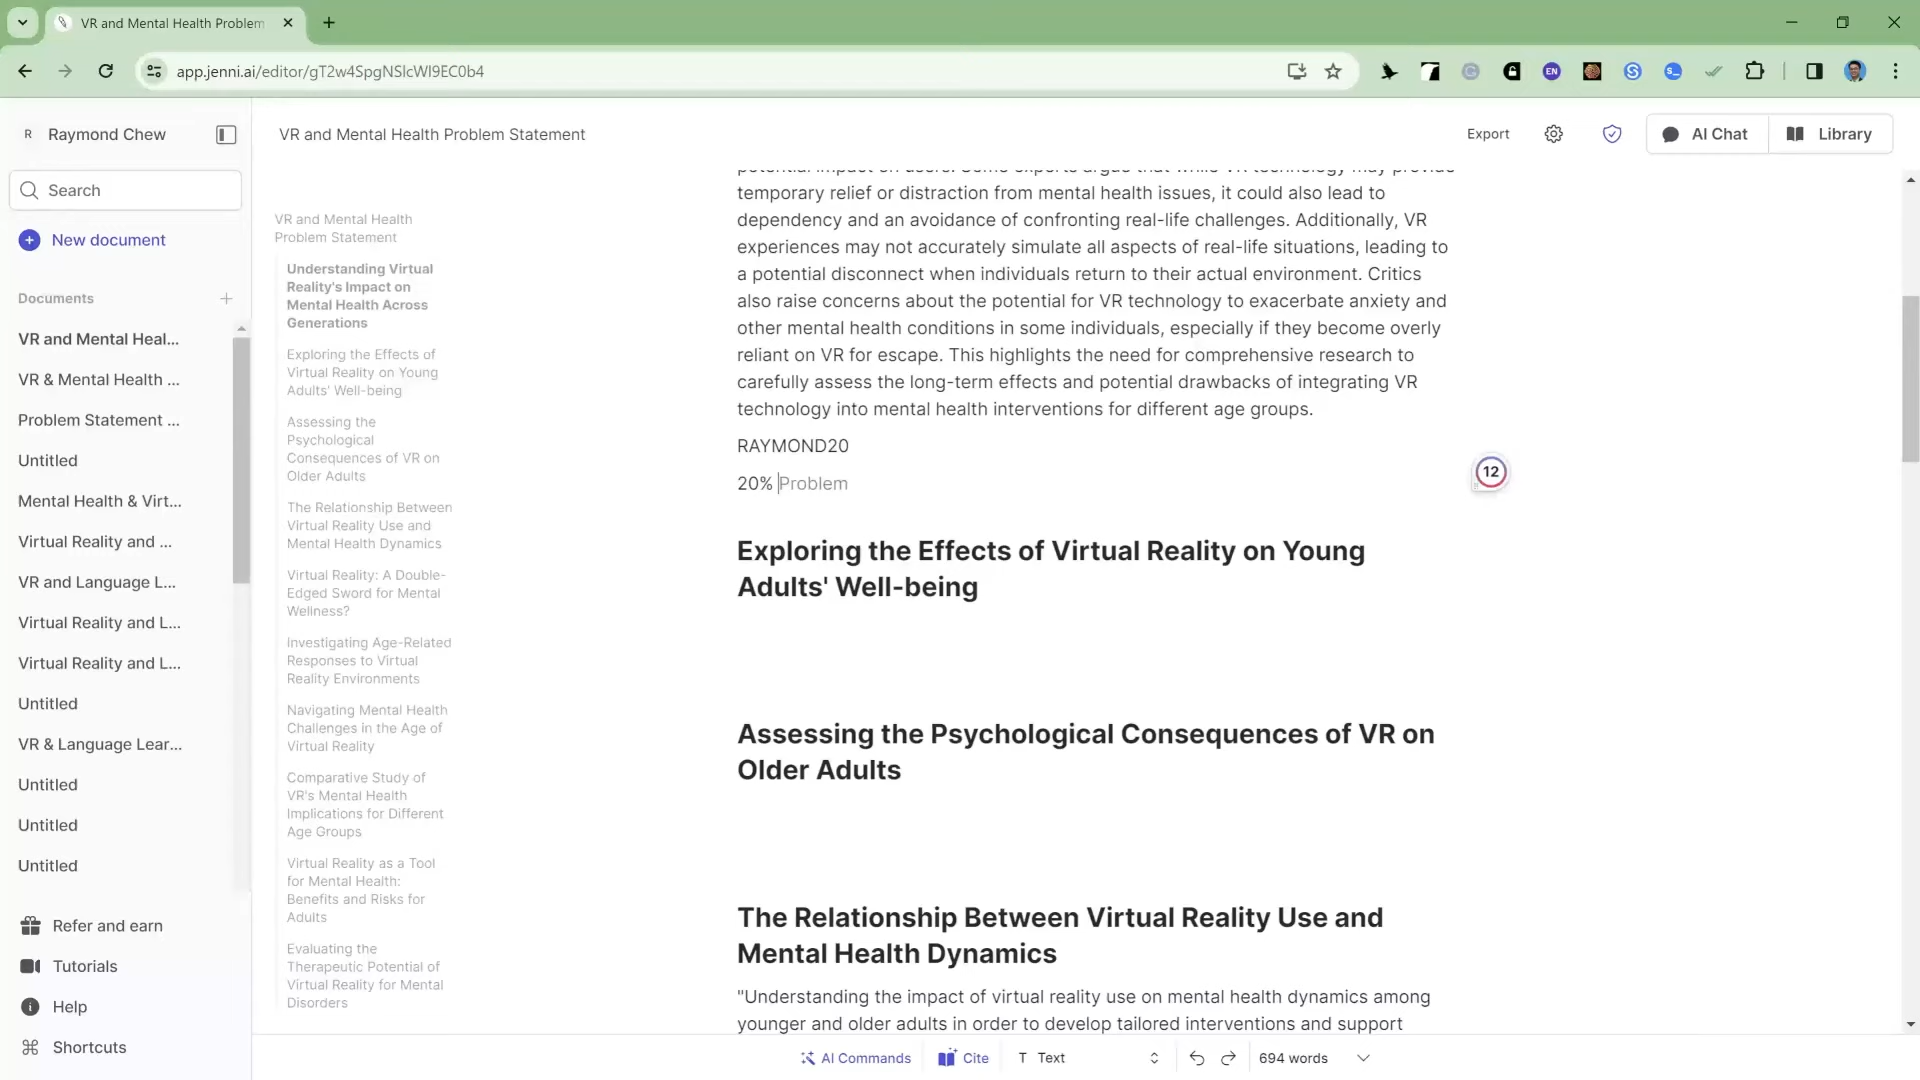 VR and Mental Health Problem
app.jenni.ai/editor/gT2w4SpgNSIcWI9EC0b4
EN
R
Raymond Chew
VR and Mental Health Problem Statement
Export
AI Chat
Library
Search
New document
Documents
VR and Mental Heal...
VR & Mental Health ...
Problem Statement ...
Untitled
Mental Health & Virt...
Virtual Reality and ...
VR and Language L...
Virtual Reality and L...
Virtual Reality and L...
Untitled
VR & Language Lear...
Untitled
Untitled
Untitled
Refer and earn
Tutorials
Help
Shortcuts
VR and Mental Health
Problem Statement
Understanding Virtual
Reality's Impact on
Mental Health Across
Generations
Exploring the Effects of
Virtual Reality on Young
Adults' Well-being
Assessing the
Psychological
Consequences of VR on
Older Adults
The Relationship Between
Virtual Reality Use and
Mental Health Dynamics
Virtual Reality: A Double-
Edged Sword for Mental
Wellness?
Investigating Age-Related
Responses to Virtual
Reality Environments
Navigating Mental Health
Challenges in the Age of
Virtual Reality
Comparative Study of
VR's Mental Health
Implications for Different
Age Groups
Virtual Reality as a Tool
for Mental Health:
Benefits and Risks for
Adults
Evaluating the
Therapeutic Potential of
Virtual Reality for Mental
Disorders
potential impact on users. Some experts argue that while VR technology may provide
temporary relief or distraction from mental health issues, it could also lead to
dependency and an avoidance of confronting real-life challenges. Additionally, VR
experiences may not accurately simulate all aspects of real-life situations, leading to
a potential disconnect when individuals return to their actual environment. Critics
also raise concerns about the potential for VR technology to exacerbate anxiety and
other mental health conditions in some individuals, especially if they become overly
reliant on VR for escape. This highlights the need for comprehensive research to
carefully assess the long-term effects and potential drawbacks of integrating VR
technology into mental health interventions for different age groups.
RAYMOND20
20% Problem
12
Exploring the Effects of Virtual Reality on Young
Adults' Well-being
Assessing the Psychological Consequences of VR on
Older Adults
The Relationship Between Virtual Reality Use and
Mental Health Dynamics
"Understanding the impact of virtual reality use on mental health dynamics among
younger and older adults in order to develop tailored interventions and support
AI Commands
Cite
T Text
694 words